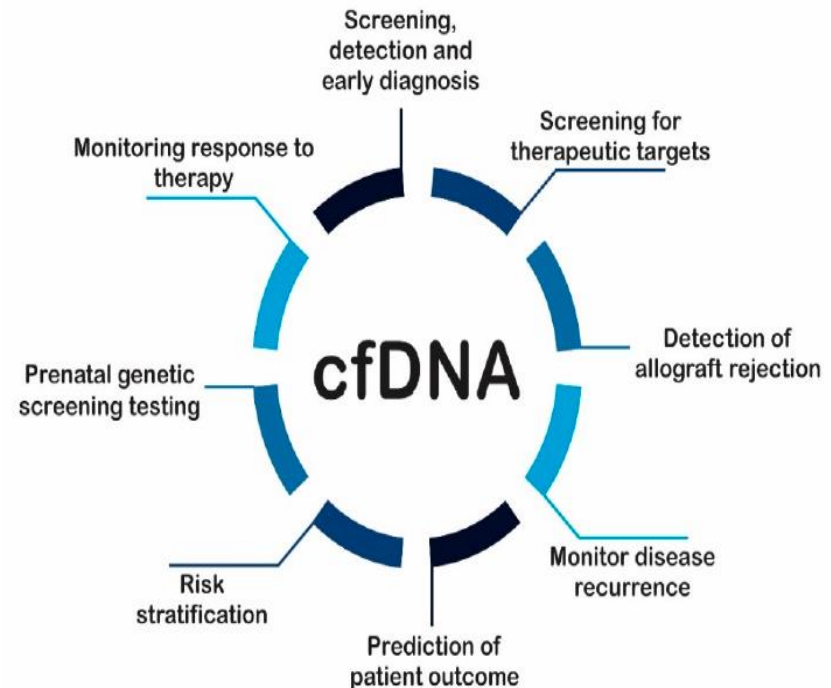 Screening,
detection and
early diagnosis
Screening for
therapeutic targets
Detection of
allograft rejection
Monitor disease
recurrence
Prediction of
patient outcome
Risk
stratification
Prenatal genetic
screening testing
Monitoring response to
therapy
cfDNA